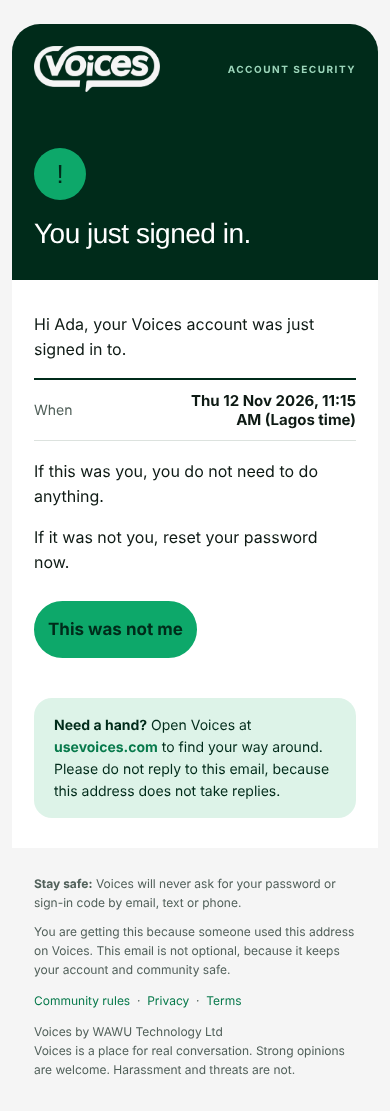 Voices
ACCOUNT SECURITY
!
You just signed in.
Hi Ada, your Voices account was just
signed in to.
When
Thu 12 Nov 2026, 11:15
AM (Lagos time)
If this was you, you do not need to do
anything.
If it was not you, reset your password
now.
This was not me
Need a hand? Open Voices at
usevoices.com to find your way around.
Please do not reply to this email, because
this address does not take replies.
Stay safe: Voices will never ask for your password or
sign-in code by email, text or phone.
You are getting this because someone used this address
on Voices. This email is not optional, because it keeps
your account and community safe.
Community rules · Privacy · Terms
Voices by WAWU Technology Ltd
Voices is a place for real conversation. Strong opinions
are welcome. Harassment and threats are not.